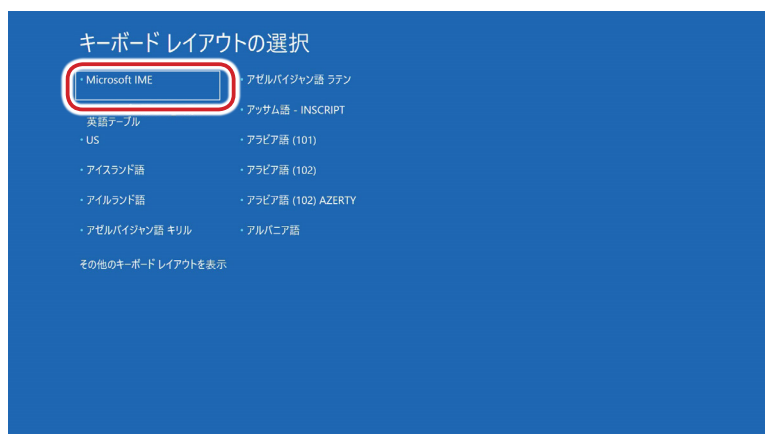 キーボード レイアウトの選択
・Microsoft IME
英語テーブル
・US
・アイスランド語
・アイルランド語
・アゼルバイジャン語 キリル
・アゼルバイジャン語 ラテン
・アッサム語 - INSCRIPT
・アラビア語 (101)
・アラビア語 (102)
・アラビア語 (102) AZERTY
・アルバニア語
その他のキーボード レイアウトを表示